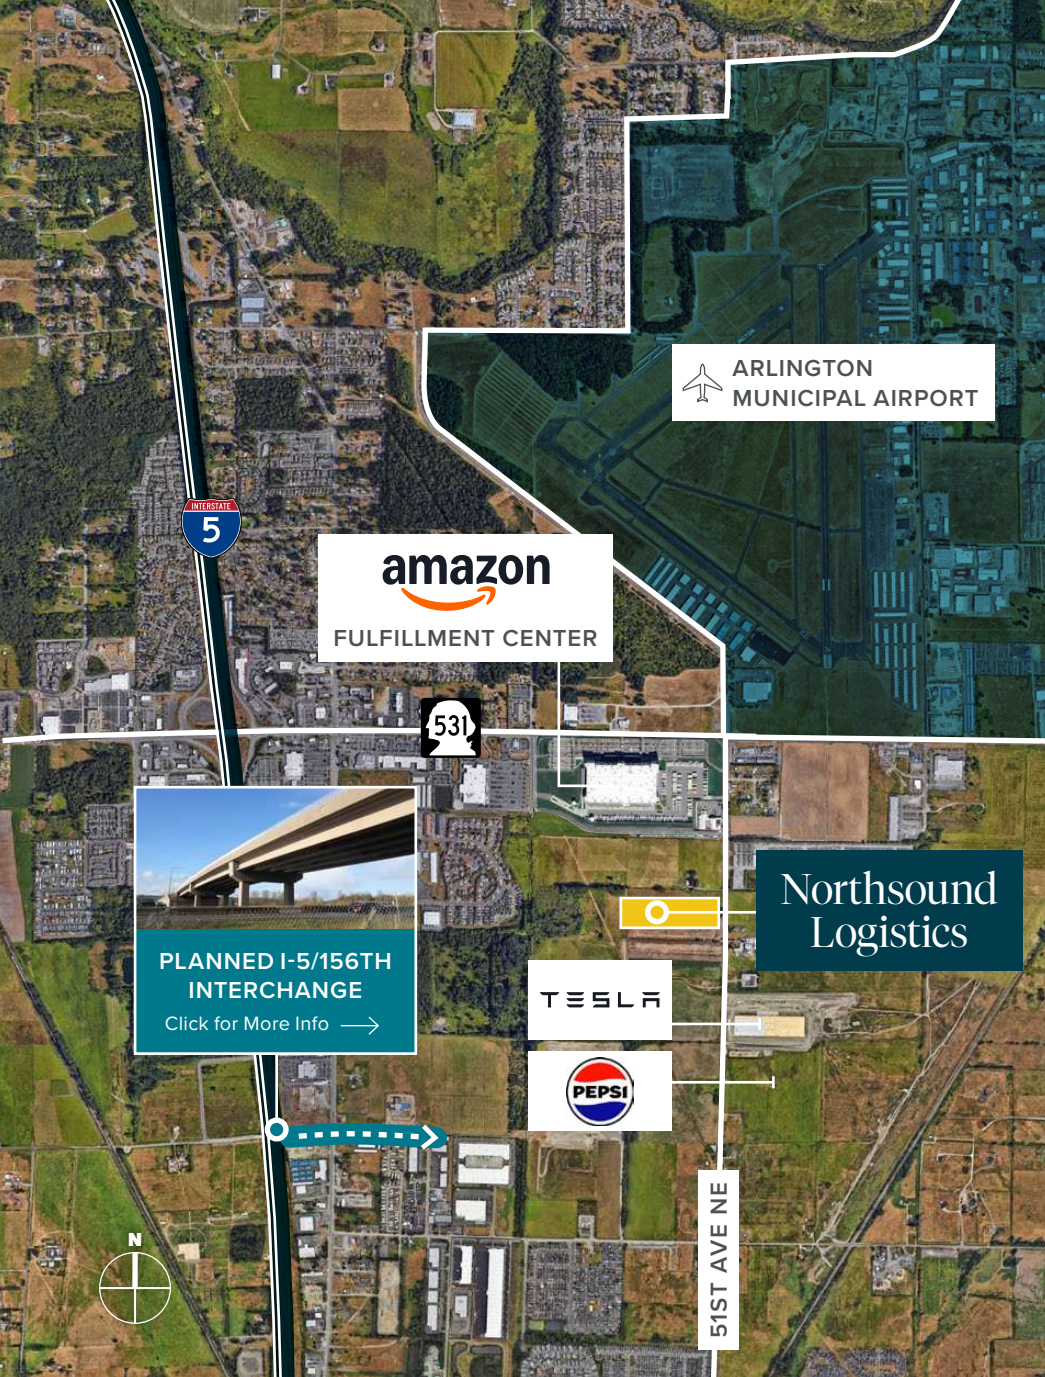 ARLINGTON
MUNICIPAL AIRPORT
INTERSTATE
5
amazon
FULFILLMENT CENTER
531
PLANNED I-5/156TH
INTERCHANGE
Click for More Info
Northsound
Logistics
TESLA
PEPSI
51ST AVE NE
N